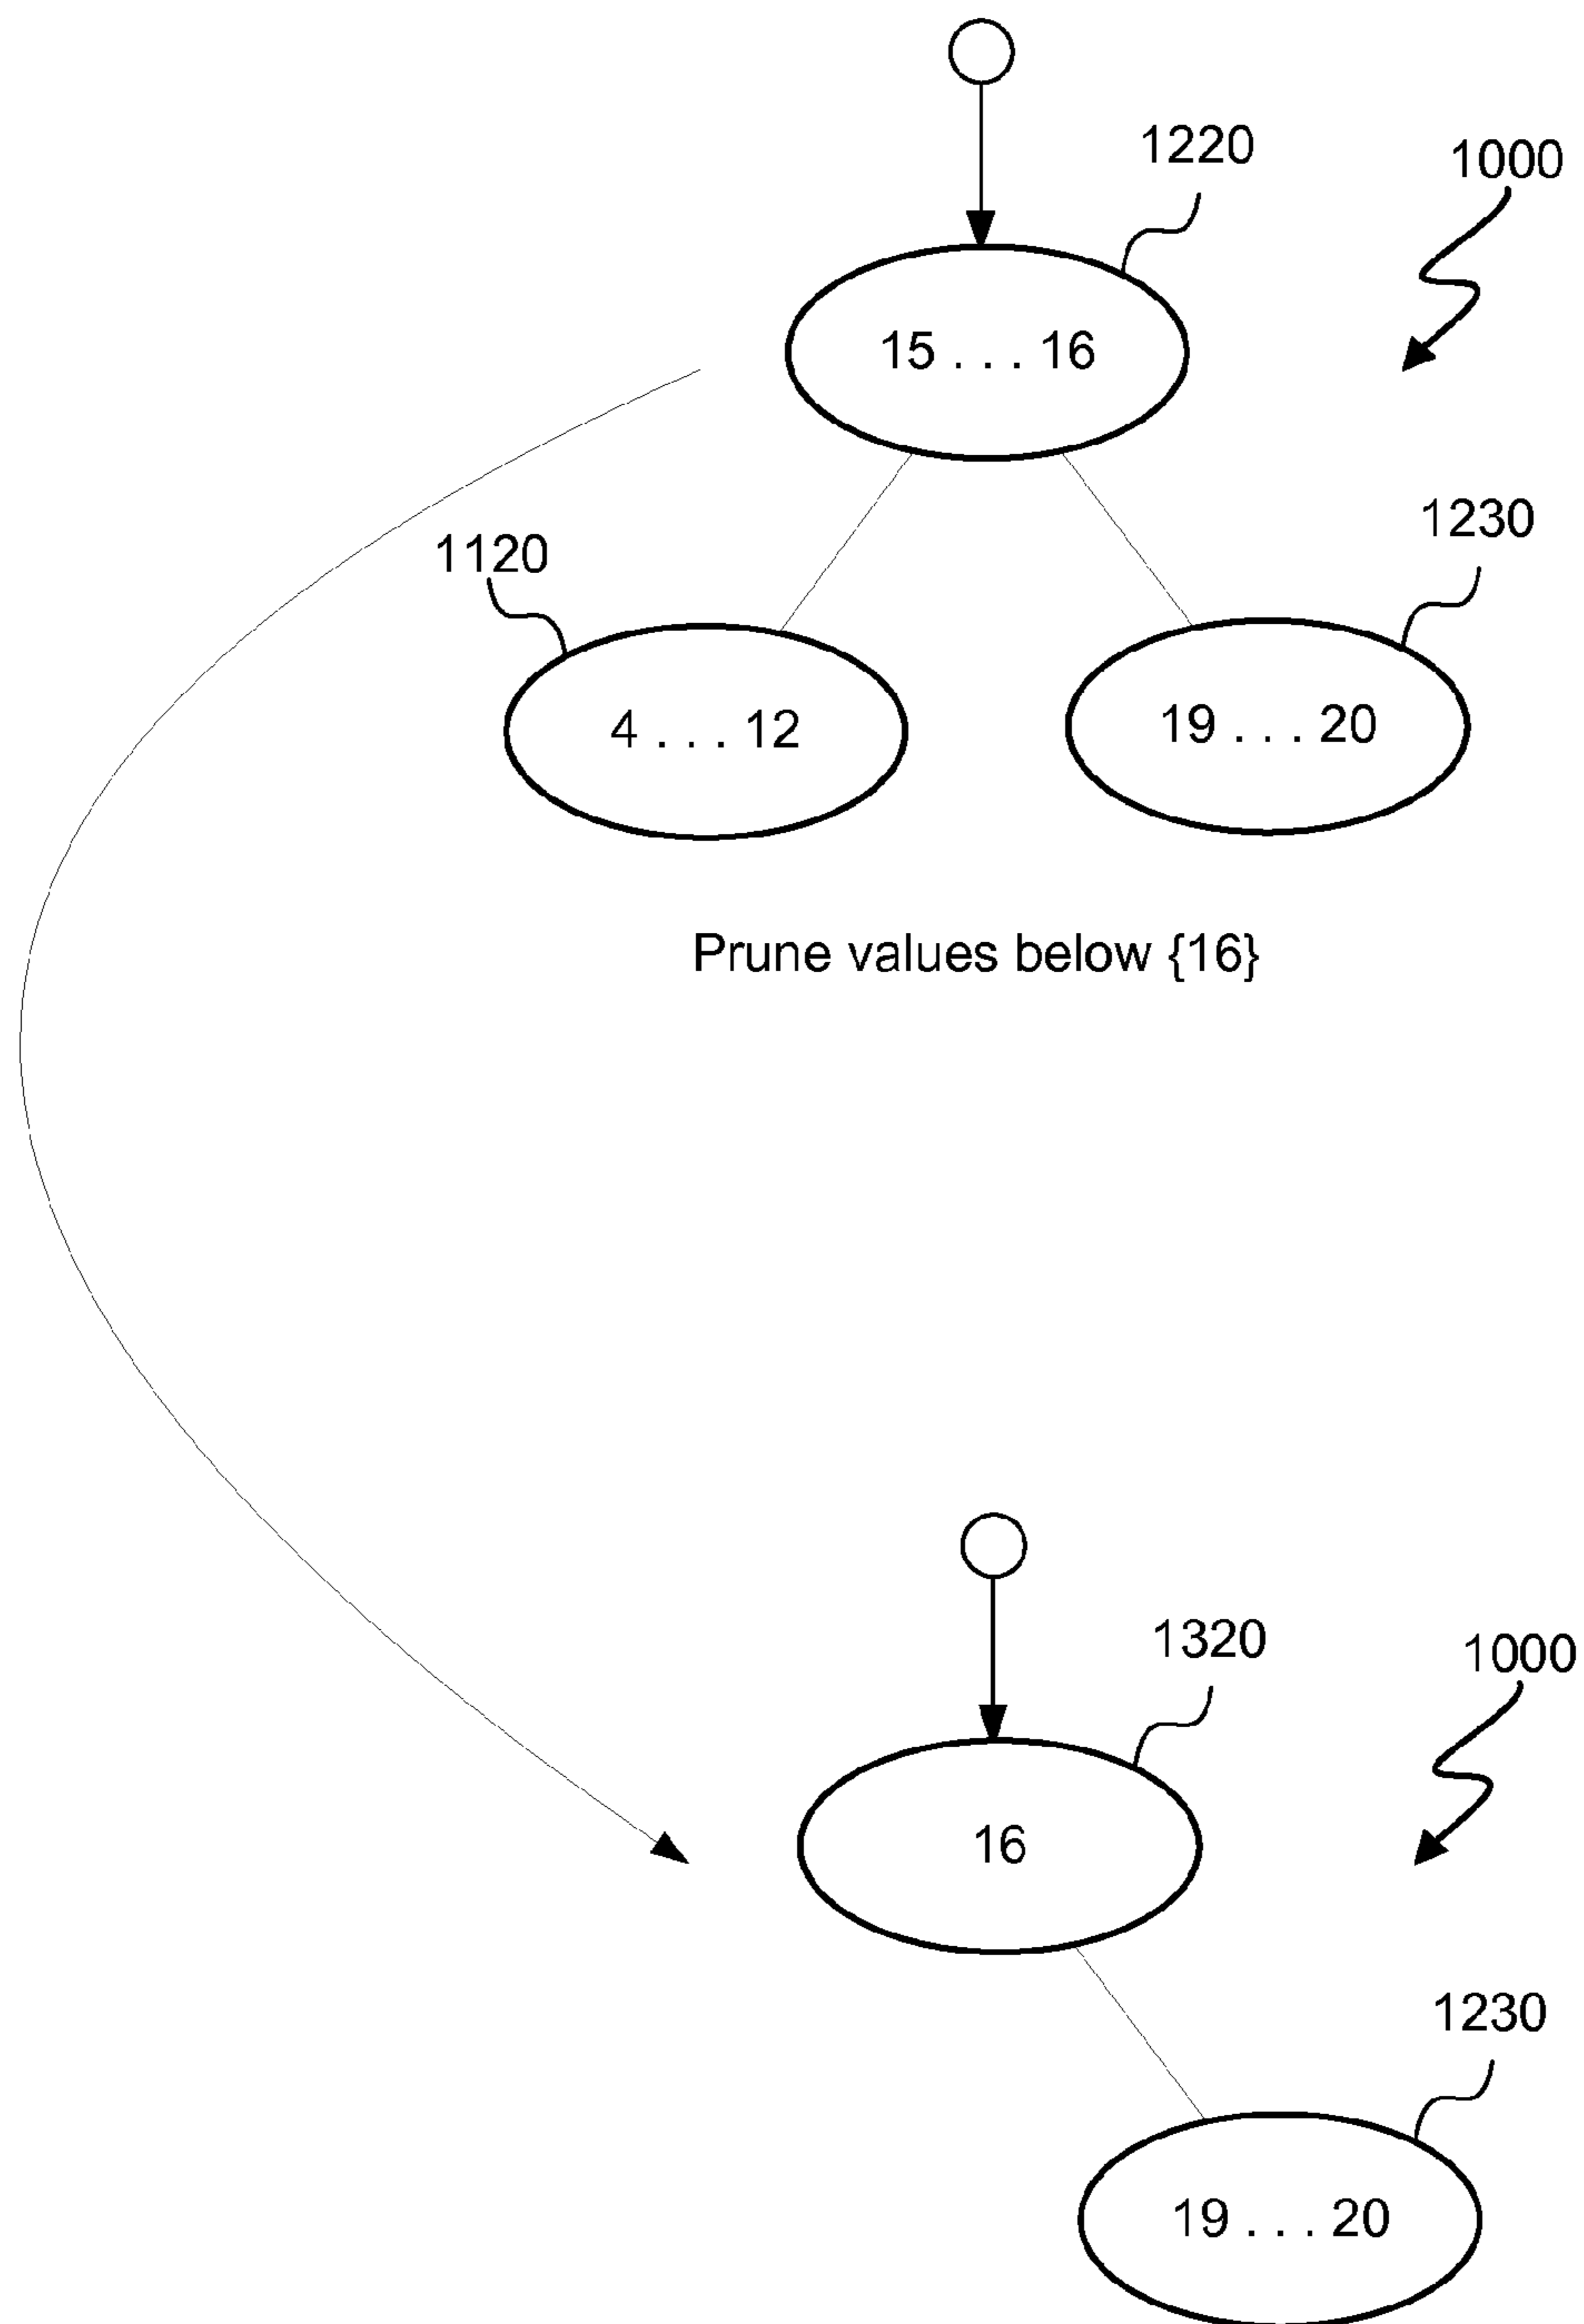 1220
1000
15 . . . 16
1230
1120
4 . . . 12
19 . . . 20
Prune values below {16}
1320
1000
16
1230
19 . . . 20